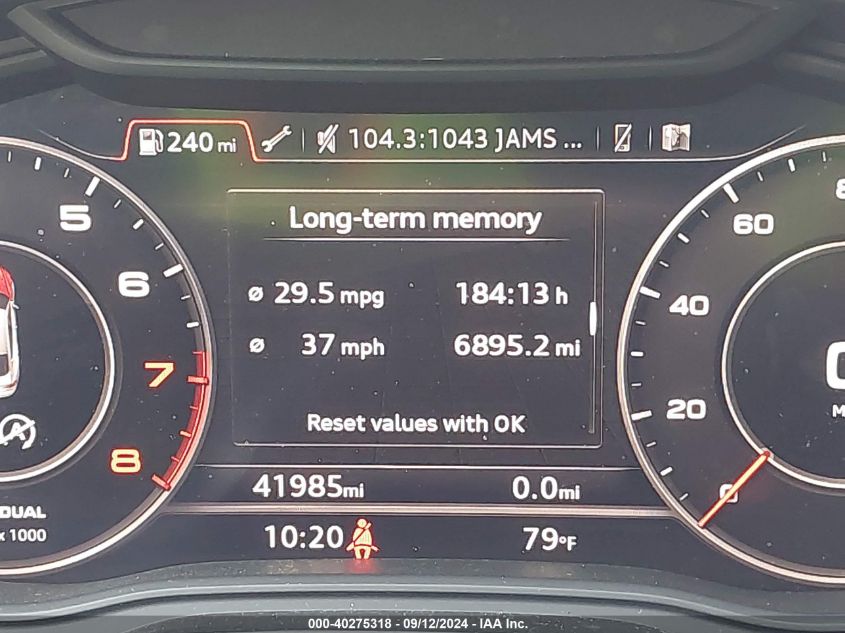 240 mi 104.3:1043 JAMS ...
Long-term memory
ø 29.5 mpg 184:13 h
ø 37 mph 6895.2 mi
Reset values with OK
41985mi 0.0mi
10:20 79°F
5
6
7
8
DUAL
x 1000
60
40
20
0
000-40275318 - 09/12/2024 - IAA Inc.